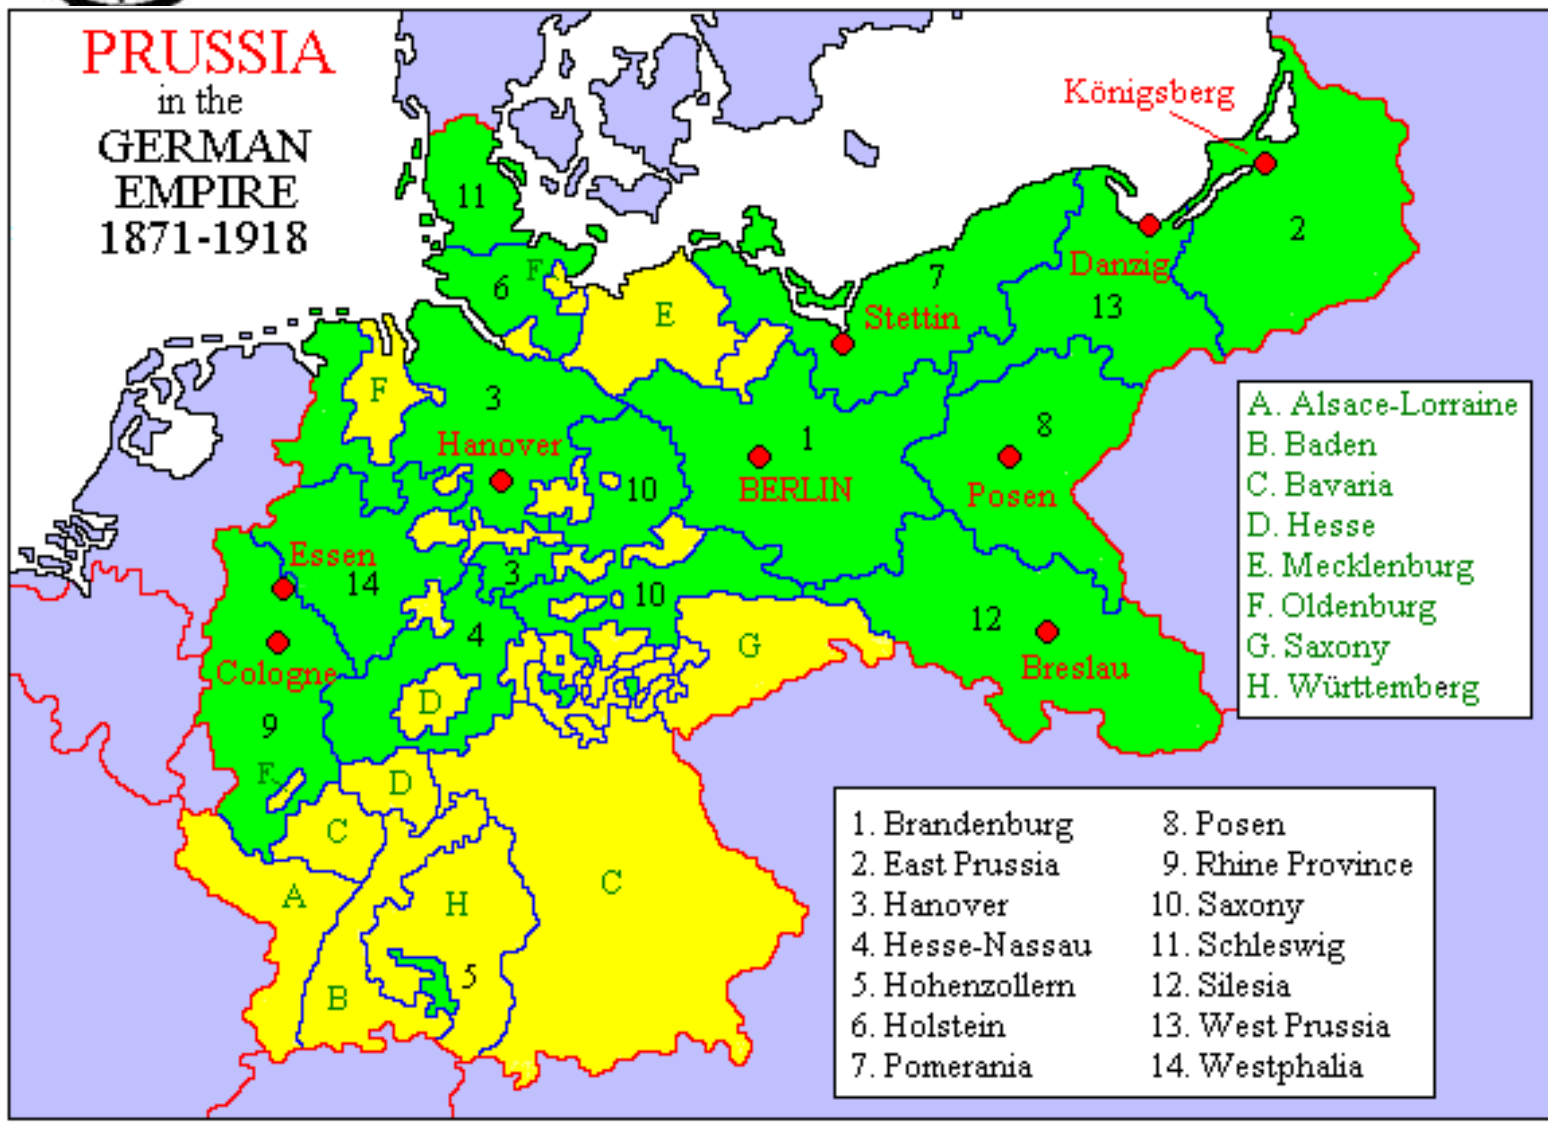 PRUSSIA
in the
GERMAN
EMPIRE
1871-1918
Königsberg
11
2
Danzig
F
6
7
13
E
Stettin
F
3
8
Hanover
1
10
BERLIN
Posen
Essen
14
3
10
12
4
G
Cologne
Breslau
D
9
F
D
C
A
C
H
5
B
A. Alsace-Lorraine
B. Baden
C. Bavaria
D. Hesse
E. Mecklenburg
F. Oldenburg
G. Saxony
H. Württemberg
1. Brandenburg
2. East Prussia
3. Hanover
4. Hesse-Nassau
5. Hohenzollern
6. Holstein
7. Pomerania
8. Posen
9. Rhine Province
10. Saxony
11. Schleswig
12. Silesia
13. West Prussia
14. Westphalia